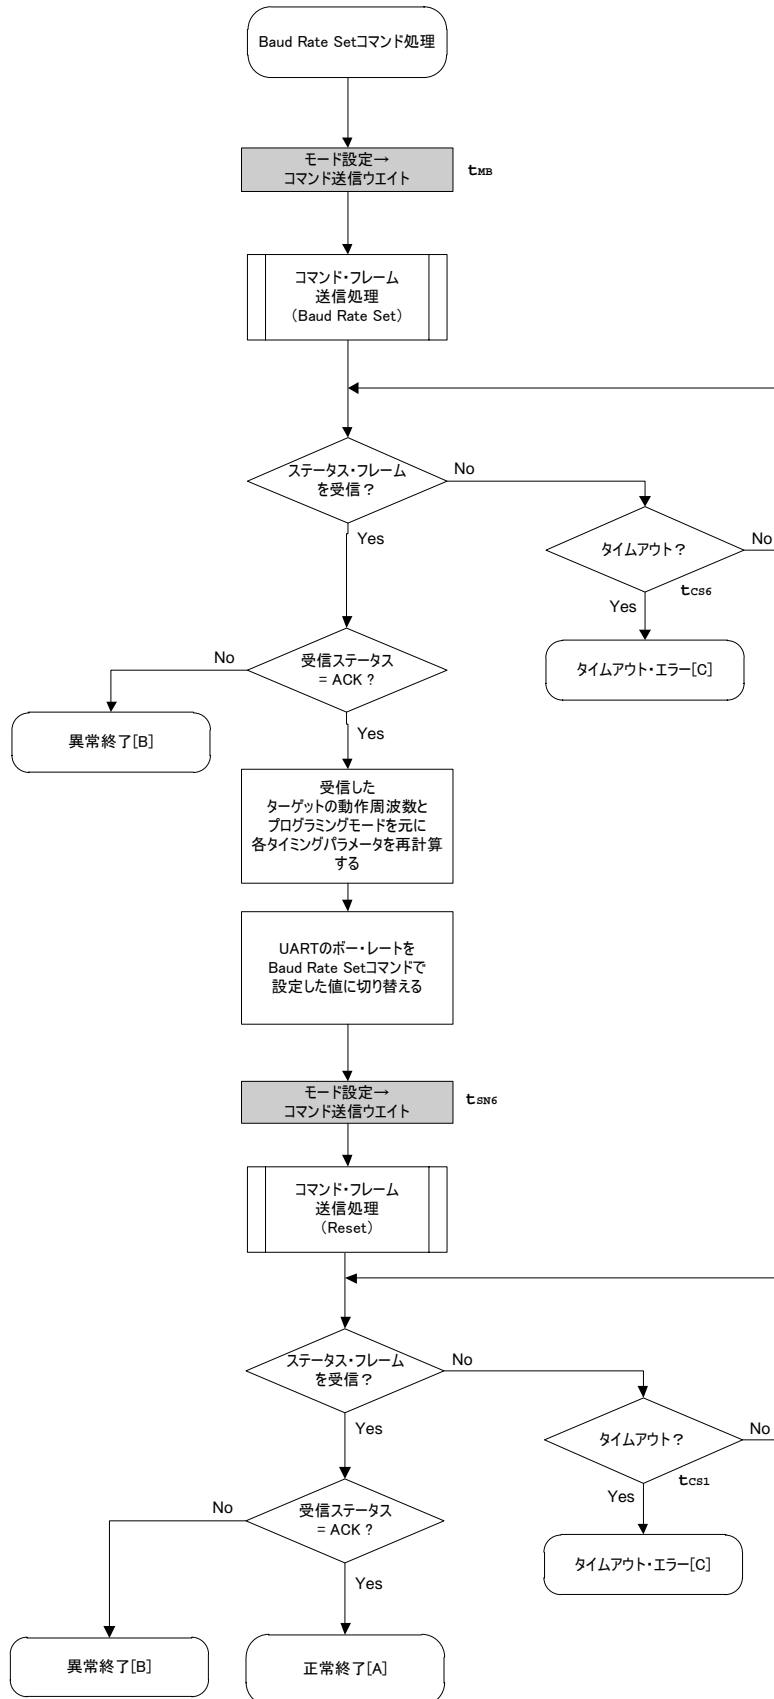 Baud Rate Setコマンド処理
モード設定→
コマンド送信ウエイト
tMB
コマンド・フレーム
送信処理
（Baud Rate Set）
ステータス・フレーム
を受信？
No
Yes
タイムアウト？
No
tCS6
Yes
タイムアウト・エラー[C]
受信ステータス
= ACK ?
No
Yes
異常終了[B]
受信した
ターゲットの動作周波数と
プログラミングモードを元に
各タイミングパラメータを再計算
する
UARTのボー・レートを
Baud Rate Setコマンドで
設定した値に切り替える
モード設定→
コマンド送信ウエイト
tSN6
コマンド・フレーム
送信処理
（Reset）
ステータス・フレーム
を受信？
No
Yes
タイムアウト？
No
tCS1
Yes
タイムアウト・エラー[C]
受信ステータス
= ACK ?
No
Yes
異常終了[B]
正常終了[A]